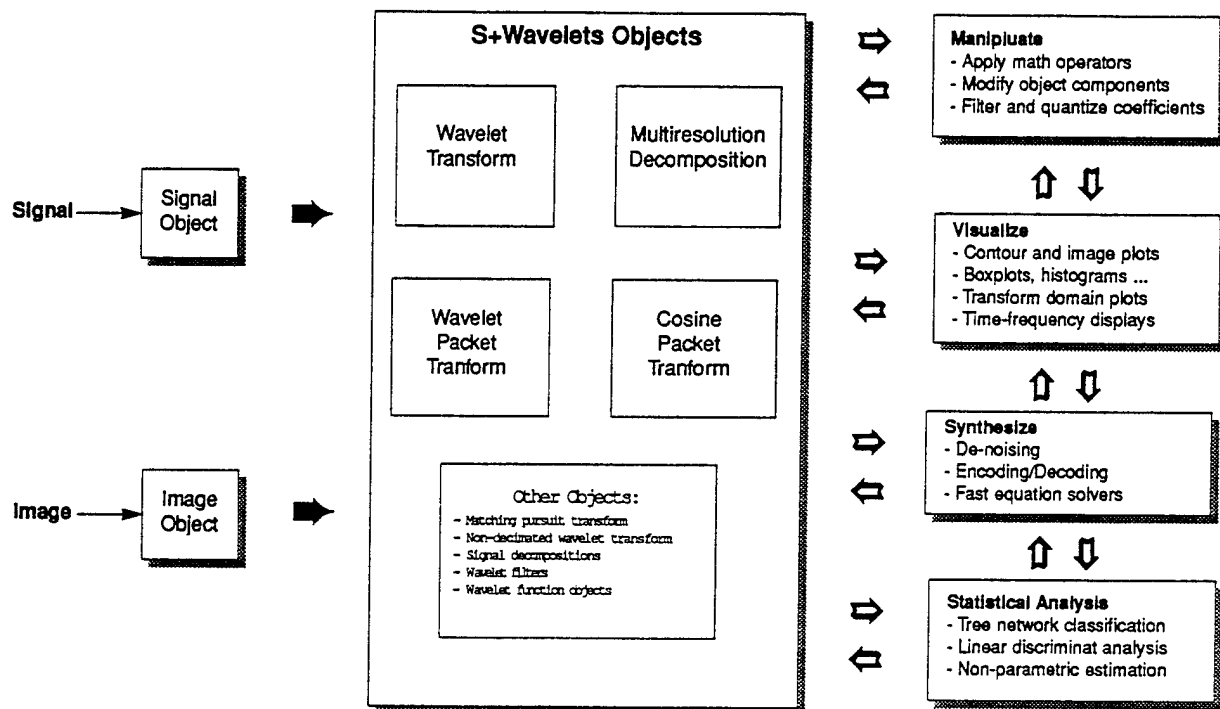 Signal
Signal
Object
Image
Image
Object
S+Wavelets Objects
Wavelet
Transform
Multiresolution
Decomposition
Wavelet
Packet
Tranform
Cosine
Packet
Tranform
Other Objects:
- Matching pursuit transform
- Non-decimated wavelet transform
- Signal decompositions
- Wavelet filters
- Wavelet function objects
Manipluate
- Apply math operators
- Modify object components
- Filter and quantize coefficients
Visualize
- Contour and image plots
- Boxplots, histograms ...
- Transform domain plots
- Time-frequency displays
Synthesize
- De-noising
- Encoding/Decoding
- Fast equation solvers
Statistical Analysis
- Tree network classification
- Linear discriminat analysis
- Non-parametric estimation